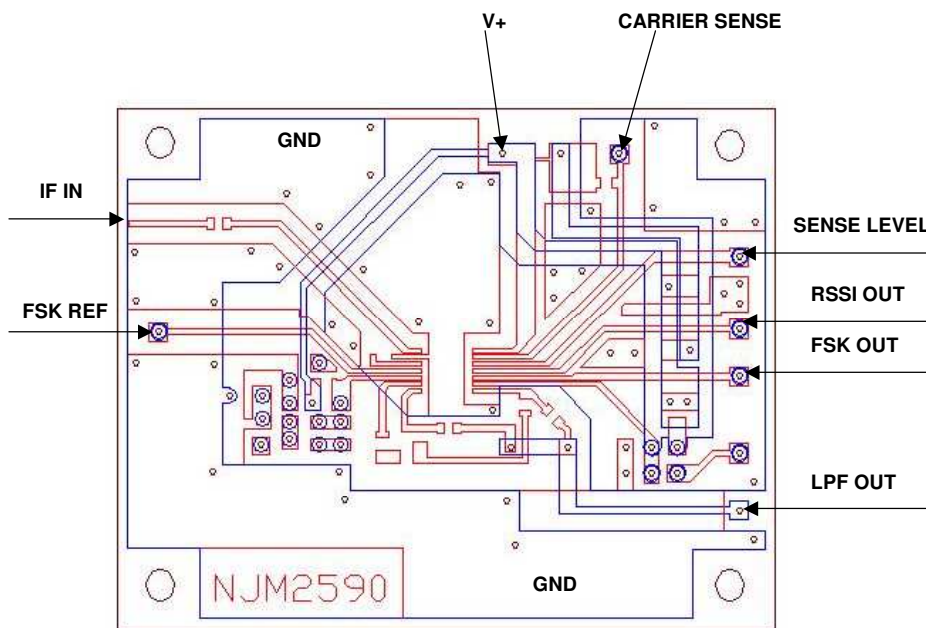 V+
CARRIER SENSE
GND
IF IN
SENSE LEVEL
RSSI OUT
FSK REF
FSK OUT
LPF OUT
NJM2590
GND